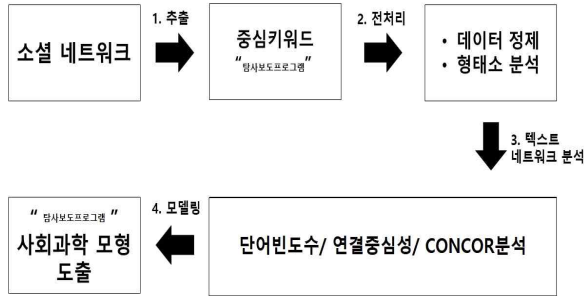 소셜 네트워크
1. 추출
중심키워드
“탐사보도프로그램”
2. 전처리
• 데이터 정제
• 형태소 분석
3. 텍스트
네트워크 분석
단어빈도수/ 연결중심성/ CONCOR분석
4. 모델링
“ 탐사보도프로그램 ”
사회과학 모형
도출